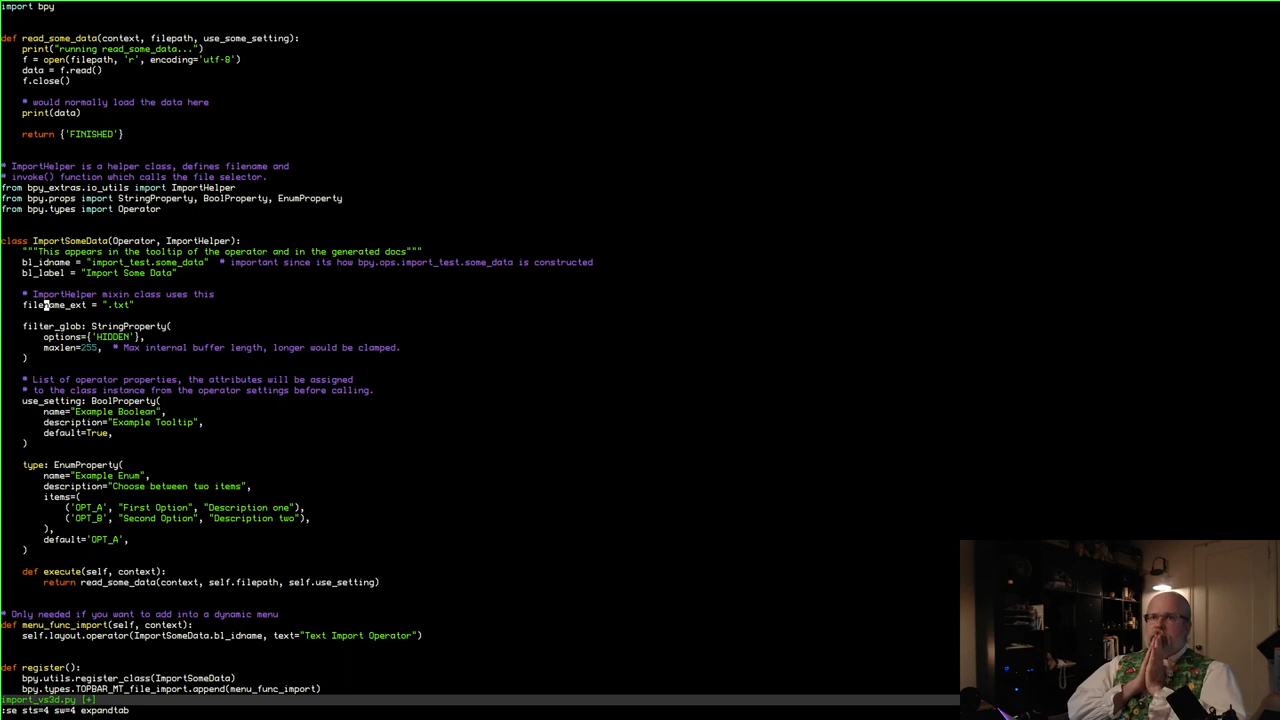 import bpy
def read_some_data(context, filepath, use_some_setting):
    print("running read_some_data...")
    f = open(filepath, 'r', encoding='utf-8')
    data = f.read()
    f.close()
    # would normally load the data here
    print(data)
    return {'FINISHED'}
# ImportHelper is a helper class, defines filename and
# invoke() function which calls the file selector.
from bpy_extras.io_utils import ImportHelper
from bpy.props import StringProperty, BoolProperty, EnumProperty
from bpy.types import Operator
class ImportSomeData(Operator, ImportHelper):
    """This appears in the tooltip of the operator and in the generated docs"""
    bl_idname = "import_test.some_data"  # important since its how bpy.ops.import_test.some_data is constructed
    bl_label = "Import Some Data"
    # ImportHelper mixin class uses this
    filename_ext = ".txt"
    filter_glob: StringProperty(
        options={'HIDDEN'},
        maxlen=255,  # Max internal buffer length, longer would be clamped.
    )
    # List of operator properties, the attributes will be assigned
    # to the class instance from the operator settings before calling.
    use_setting: BoolProperty(
        name="Example Boolean",
        description="Example Tooltip",
        default=True,
    )
    type: EnumProperty(
        name="Example Enum",
        description="Choose between two items",
        items=(
            ('OPT_A', "First Option", "Description one"),
            ('OPT_B', "Second Option", "Description two"),
        ),
        default='OPT_A',
    )
    def execute(self, context):
        return read_some_data(context, self.filepath, self.use_setting)
# Only needed if you want to add into a dynamic menu
def menu_func_import(self, context):
    self.layout.operator(ImportSomeData.bl_idname, text="Text Import Operator")
def register():
    bpy.utils.register_class(ImportSomeData)
    bpy.types.TOPBAR_MT_file_import.append(menu_func_import)
import_vs3d.py [+]
:se sts=4 sw=4 expandtab